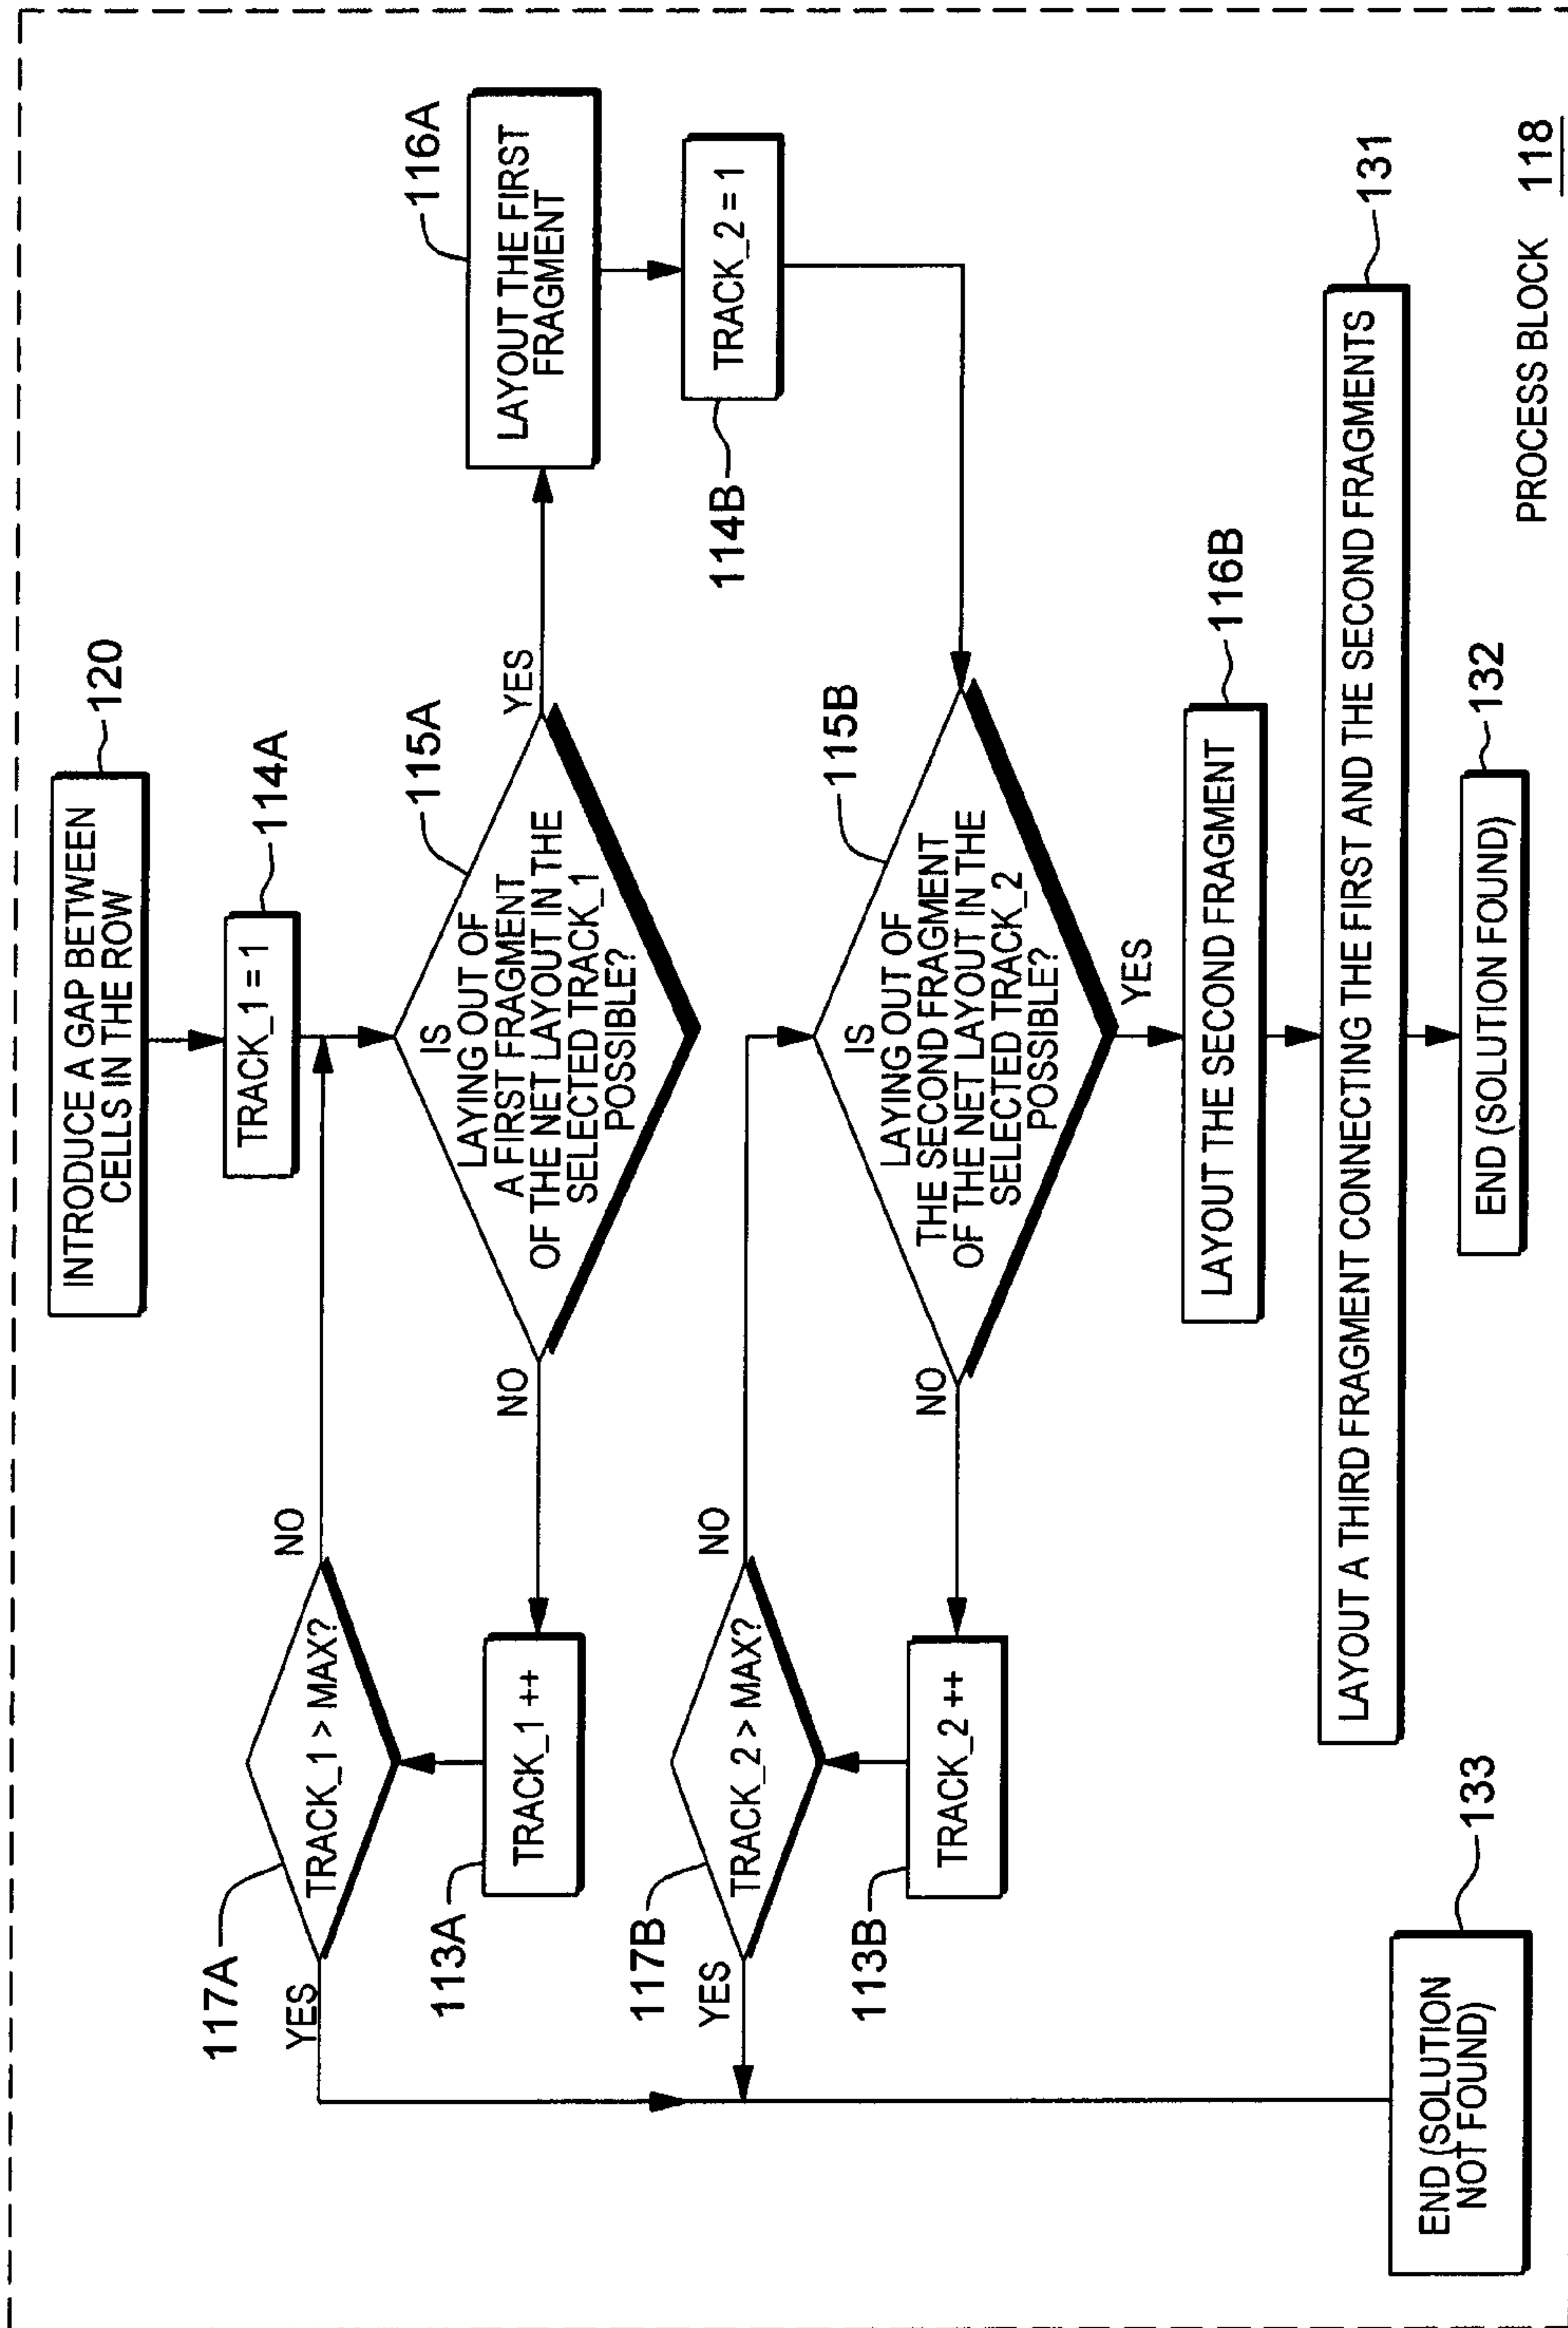 INTRODUCE A GAP BETWEEN
CELLS IN THE ROW
120
TRACK_1 = 1
114A
117A
TRACK_1 > MAX?
YES
NO
IS
LAYING OUT OF
A FIRST FRAGMENT
OF THE NET LAYOUT IN THE
SELECTED TRACK_1
POSSIBLE?
115A
NO
YES
113A
TRACK_1 ++
LAYOUT THE FIRST
FRAGMENT
116A
TRACK_2 = 1
114B
117B
TRACK_2 > MAX?
YES
NO
IS
LAYING OUT OF
THE SECOND FRAGMENT
OF THE NET LAYOUT IN THE
SELECTED TRACK_2
POSSIBLE?
115B
NO
YES
113B
TRACK_2 ++
LAYOUT THE SECOND FRAGMENT
116B
LAYOUT A THIRD FRAGMENT CONNECTING THE FIRST AND THE SECOND FRAGMENTS
131
END (SOLUTION
NOT FOUND)
133
END (SOLUTION FOUND)
132
PROCESS BLOCK 118